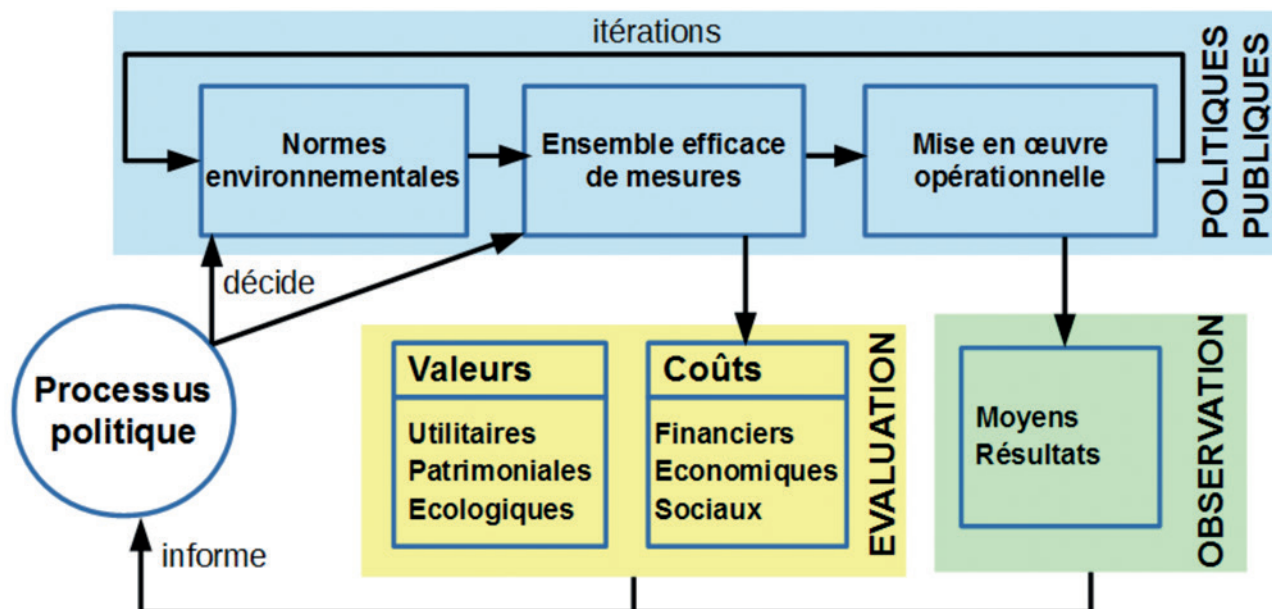 itérations
Normes
environnementales
Ensemble efficace
de mesures
Mise en œuvre
opérationnelle
POLITIQUES
PUBLIQUES
décide
Processus
politique
informe
Valeurs
Utilitaires
Patrimoniales
Ecologiques
Coûts
Financiers
Economiques
Sociaux
EVALUATION
Moyens
Résultats
OBSERVATION